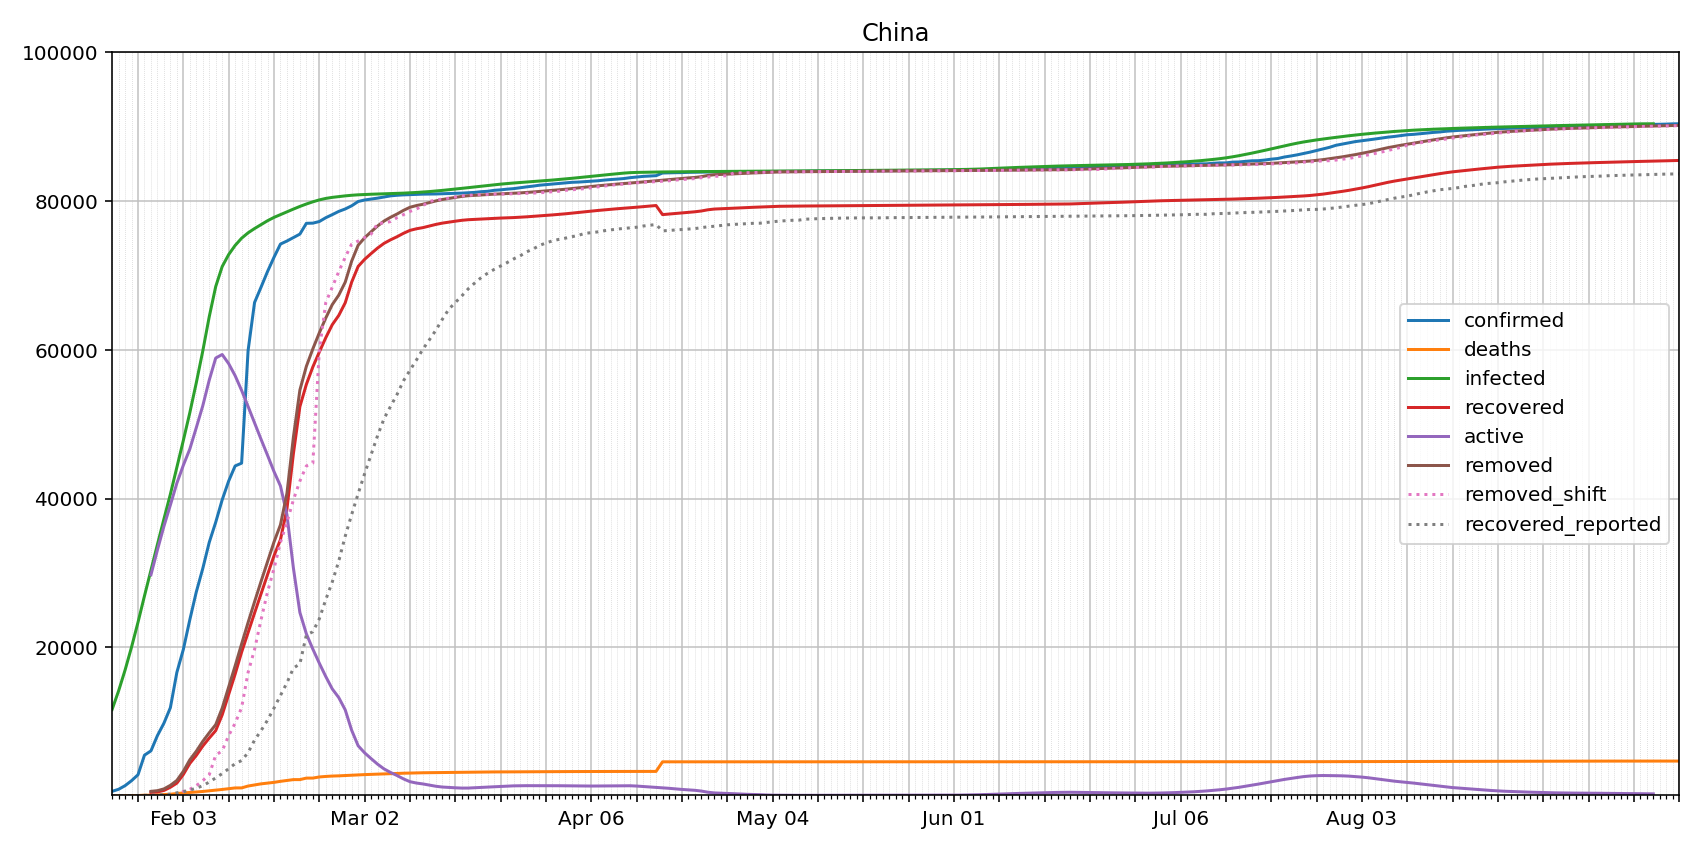 China
100000
80000
60000
40000
20000
confirmed
deaths
infected
recovered
active
removed
removed_shift
recovered_reported
Feb 03
Mar 02
Apr 06
May 04
Jun 01
Jul 06
Aug 03